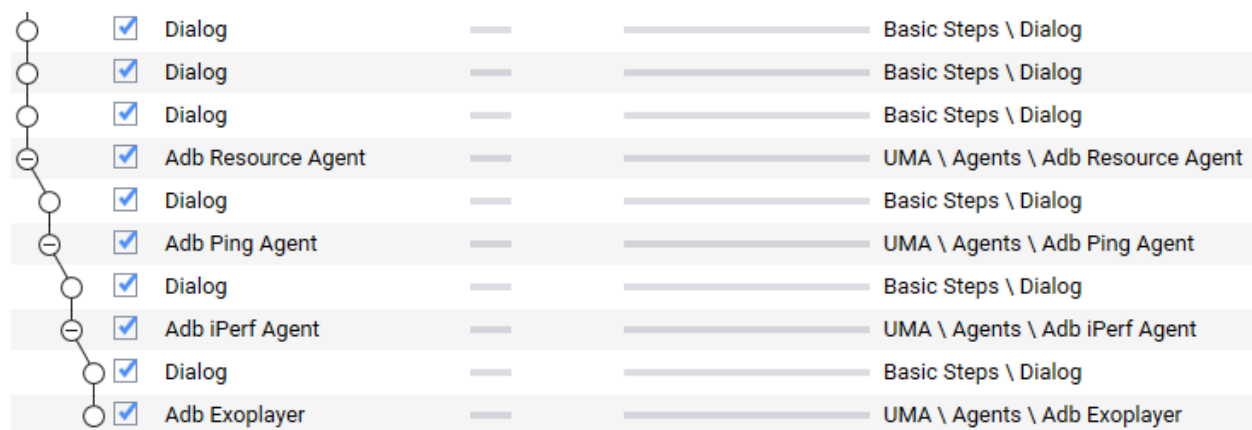 Dialog Basic Steps \ Dialog
Dialog Basic Steps \ Dialog
Dialog Basic Steps \ Dialog
Adb Resource Agent UMA \ Agents \ Adb Resource Agent
Dialog Basic Steps \ Dialog
Adb Ping Agent UMA \ Agents \ Adb Ping Agent
Dialog Basic Steps \ Dialog
Adb iPerf Agent UMA \ Agents \ Adb iPerf Agent
Dialog Basic Steps \ Dialog
Adb Exoplayer UMA \ Agents \ Adb Exoplayer